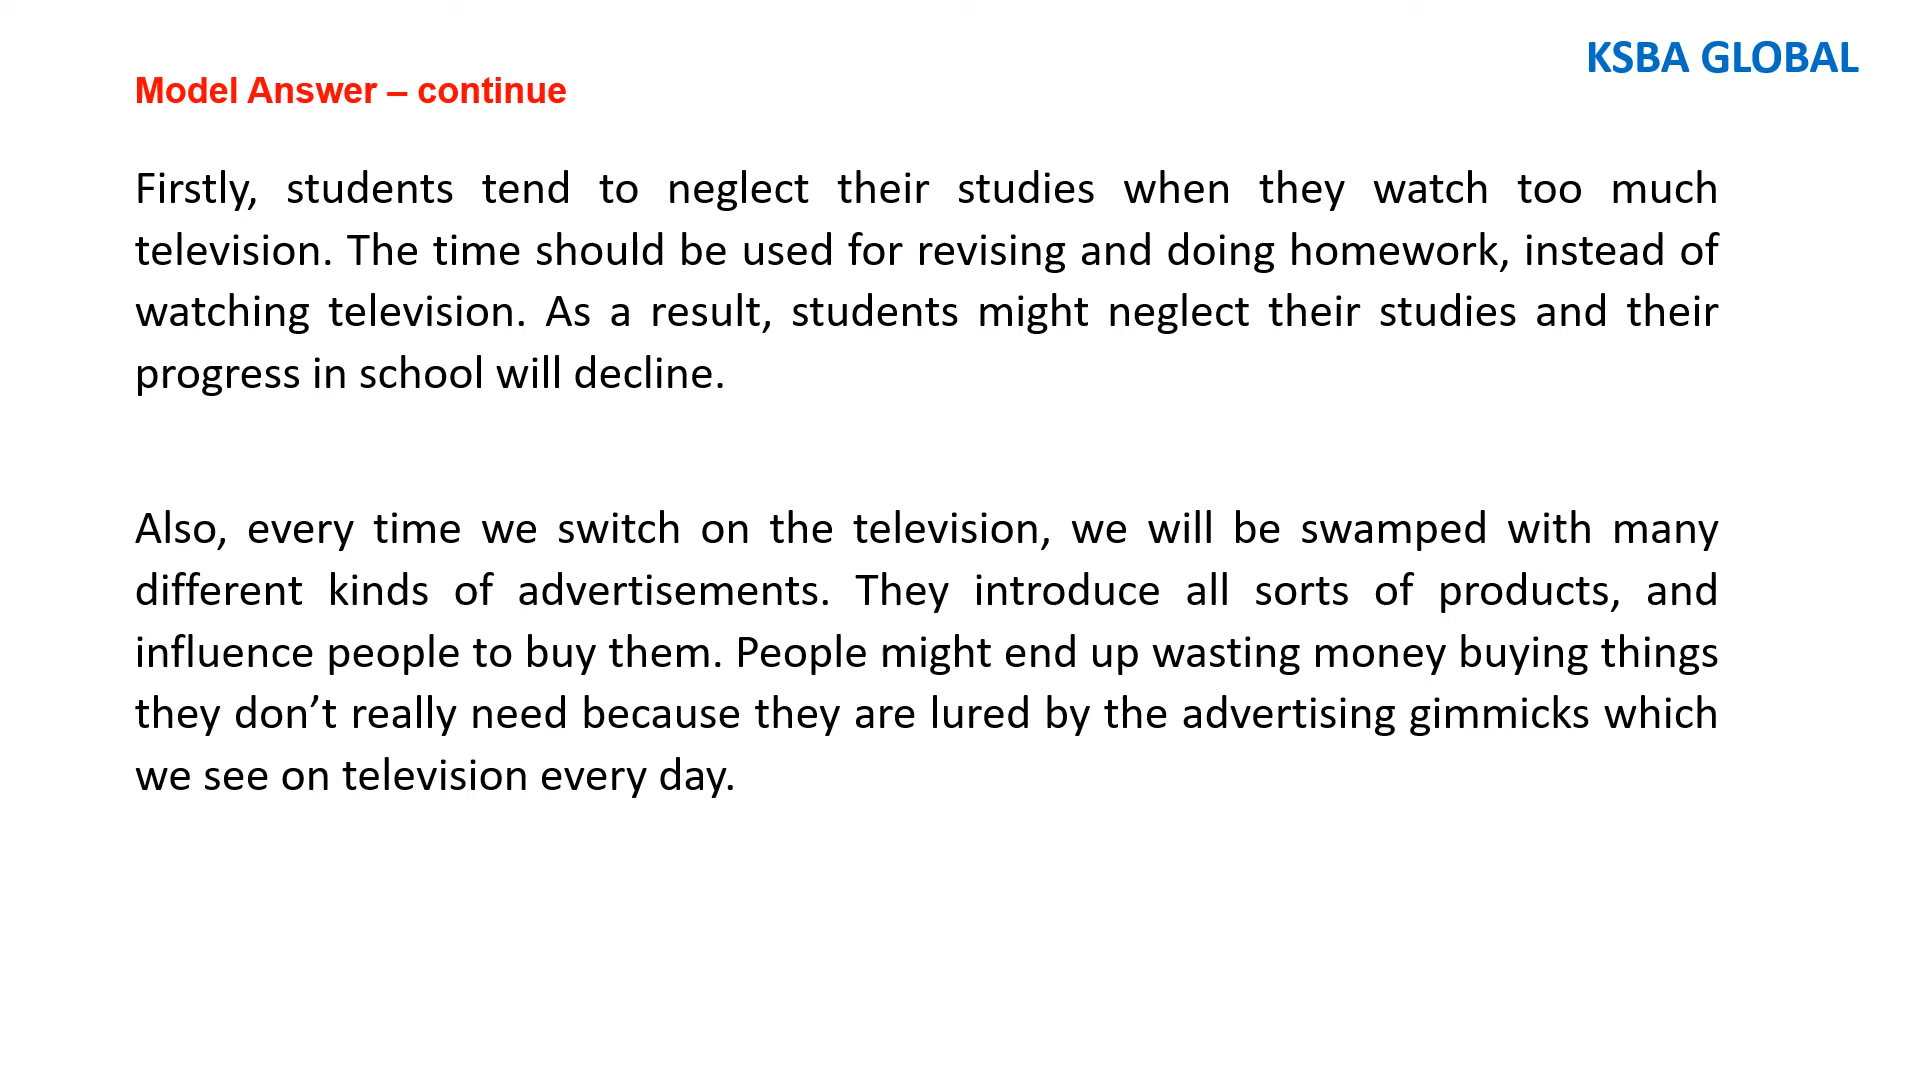 KSBA GLOBAL
Model Answer – continue
Firstly, students tend to neglect their studies when they watch too much
television. The time should be used for revising and doing homework, instead of
watching television. As a result, students might neglect their studies and their
progress in school will decline.
Also, every time we switch on the television, we will be swamped with many
different kinds of advertisements. They introduce all sorts of products, and
influence people to buy them. People might end up wasting money buying things
they don’t really need because they are lured by the advertising gimmicks which
we see on television every day.